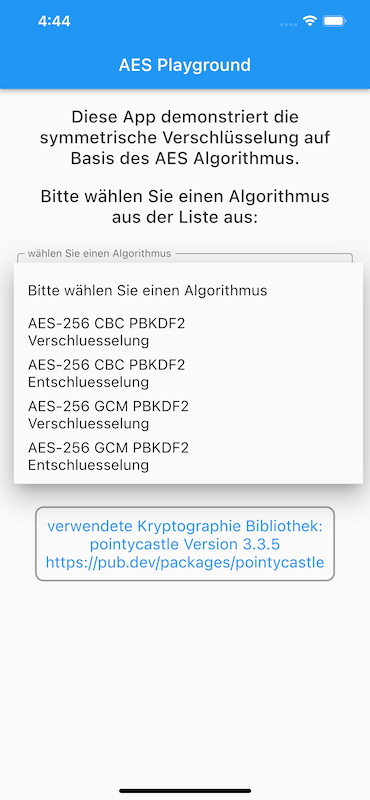 4:44
AES Playground
Diese App demonstriert die
symmetrische Verschlüsselung auf
Basis des AES Algorithmus.
Bitte wählen Sie einen Algorithmus
aus der Liste aus:
wählen Sie einen Algorithmus
Bitte wählen Sie einen Algorithmus
AES-256 CBC PBKDF2
Verschluesselung
AES-256 CBC PBKDF2
Entschluesselung
AES-256 GCM PBKDF2
Verschluesselung
AES-256 GCM PBKDF2
Entschluesselung
verwendete Kryptographie Bibliothek:
pointycastle Version 3.3.5
https://pub.dev/packages/pointycastle